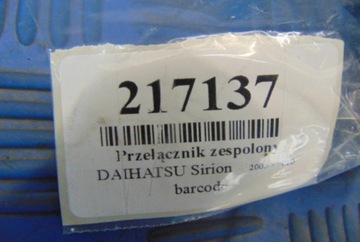 217137
Przełącznik zespolony
DAIHATSU Sirion
barcode